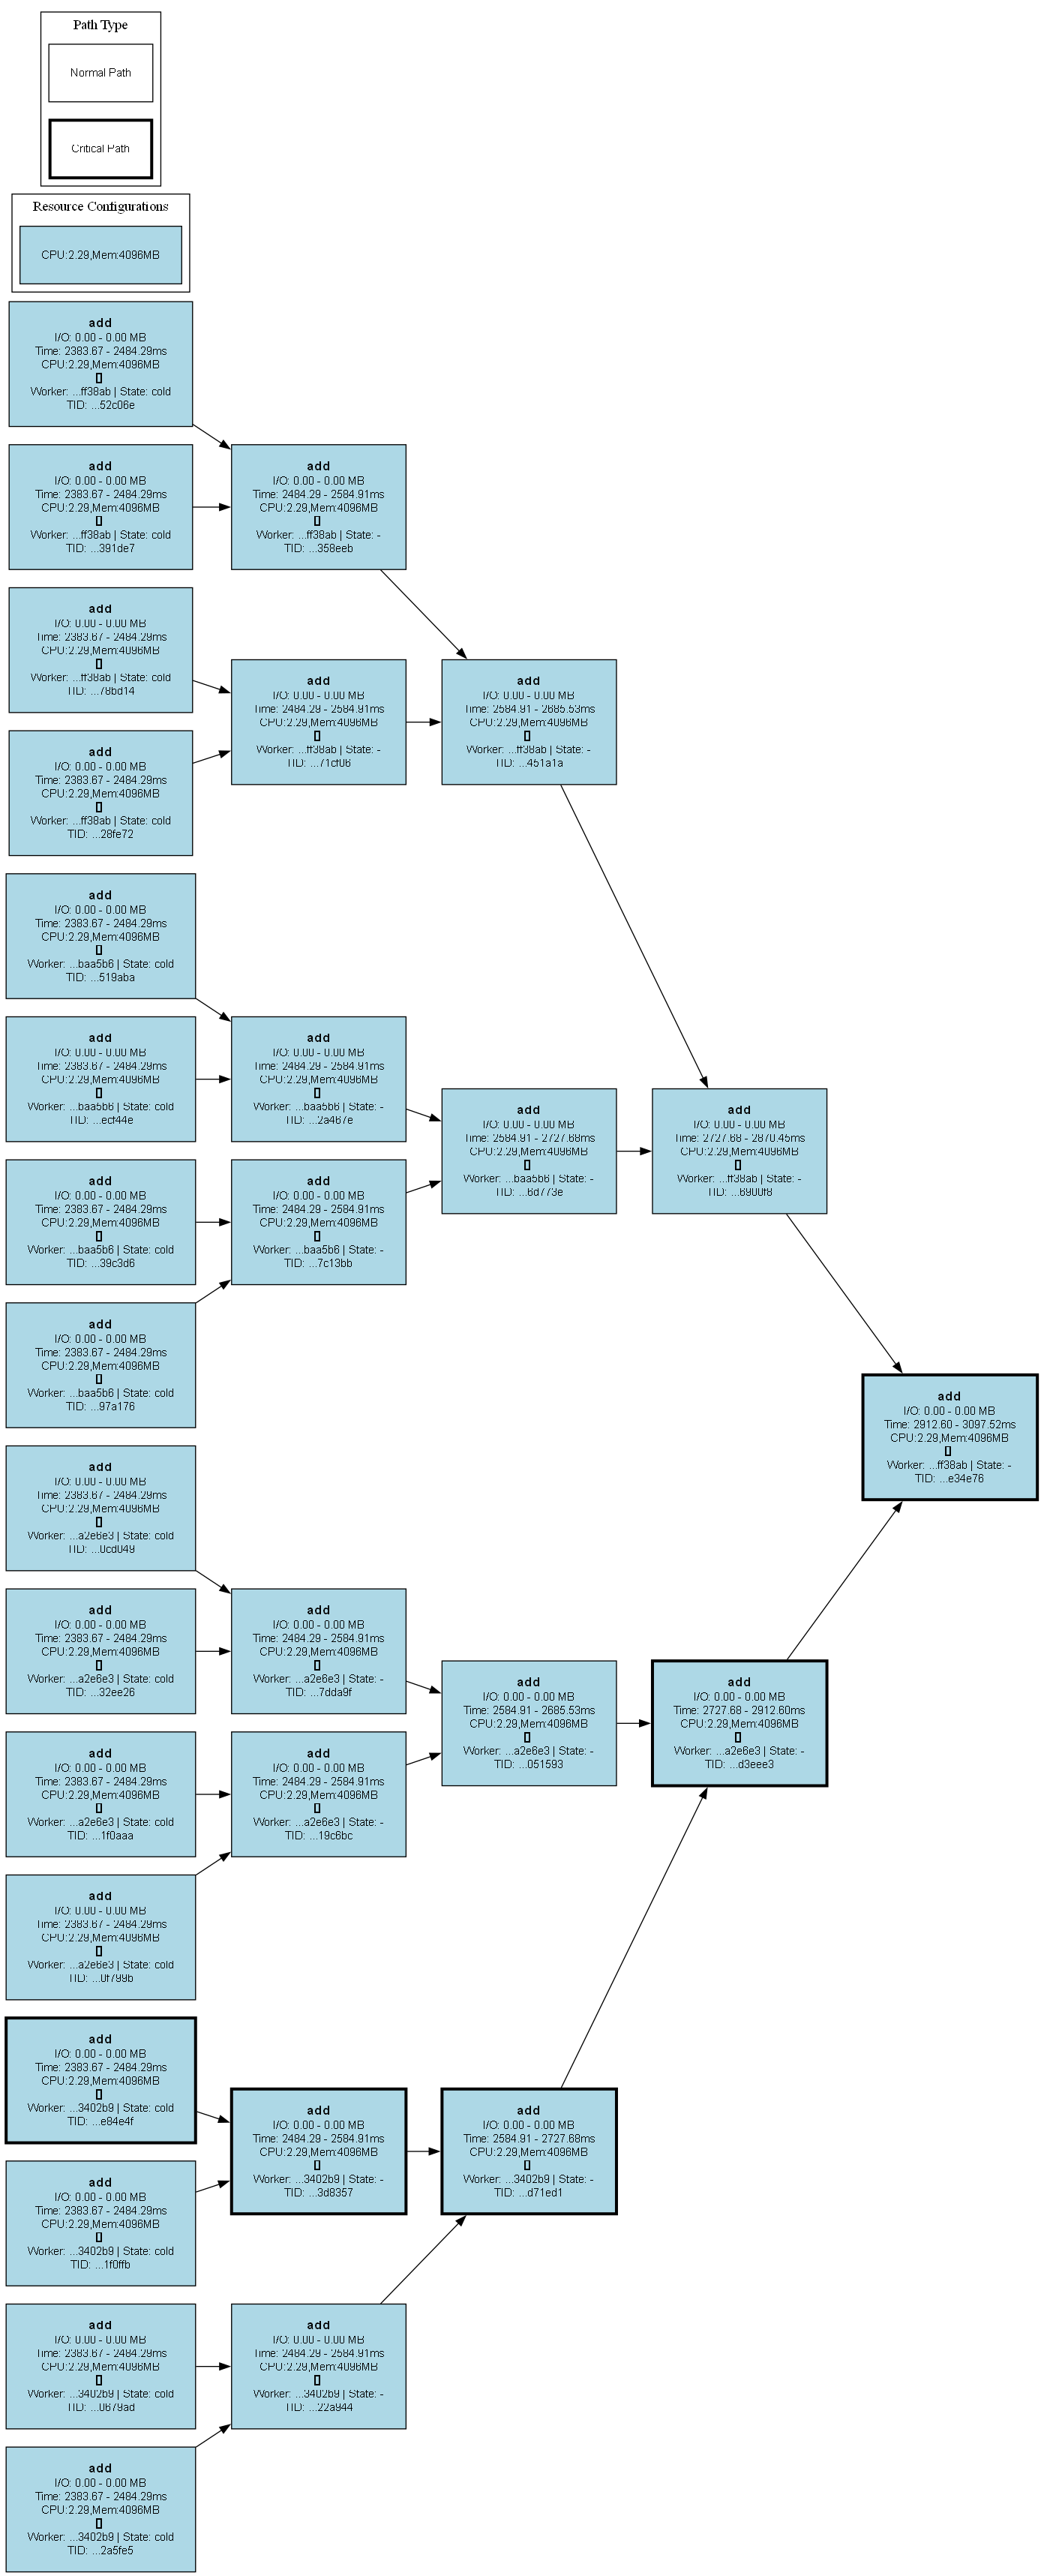 Path Type
Normal Path
Critical Path
Resource Configurations
CPU:2.29,Mem:4096MB
add
I/O: 0.00 - 0.00 MB
Time: 2383.67 - 2484.29ms
CPU:2.29,Mem:4096MB
Worker: ...ff38ab | State: cold
TID: ...52c06e
add
I/O: 0.00 - 0.00 MB
Time: 2383.67 - 2484.29ms
CPU:2.29,Mem:4096MB
Worker: ...ff38ab | State: cold
TID: ...391de7
add
I/O: 0.00 - 0.00 MB
Time: 2484.29 - 2584.91ms
CPU:2.29,Mem:4096MB
Worker: ...ff38ab | State: -
TID: ...358eeb
add
I/O: 0.00 - 0.00 MB
Time: 2383.67 - 2484.29ms
CPU:2.29,Mem:4096MB
Worker: ...ff38ab | State: cold
TID: ...78bd14
add
I/O: 0.00 - 0.00 MB
Time: 2484.29 - 2584.91ms
CPU:2.29,Mem:4096MB
Worker: ...ff38ab | State: -
TID: ...71cf06
add
I/O: 0.00 - 0.00 MB
Time: 2584.91 - 2685.53ms
CPU:2.29,Mem:4096MB
Worker: ...ff38ab | State: -
TID: ...451a1a
add
I/O: 0.00 - 0.00 MB
Time: 2383.67 - 2484.29ms
CPU:2.29,Mem:4096MB
Worker: ...ff38ab | State: cold
TID: ...28fe72
add
I/O: 0.00 - 0.00 MB
Time: 2383.67 - 2484.29ms
CPU:2.29,Mem:4096MB
Worker: ...baa5b6 | State: cold
TID: ...519aba
add
I/O: 0.00 - 0.00 MB
Time: 2383.67 - 2484.29ms
CPU:2.29,Mem:4096MB
Worker: ...baa5b6 | State: cold
TID: ...ecf44e
add
I/O: 0.00 - 0.00 MB
Time: 2484.29 - 2584.91ms
CPU:2.29,Mem:4096MB
Worker: ...baa5b6 | State: -
TID: ...2a467e
add
I/O: 0.00 - 0.00 MB
Time: 2584.91 - 2727.68ms
CPU:2.29,Mem:4096MB
Worker: ...baa5b6 | State: -
TID: ...6d773e
add
I/O: 0.00 - 0.00 MB
Time: 2727.68 - 2870.45ms
CPU:2.29,Mem:4096MB
Worker: ...ff38ab | State: -
TID: ...6900f8
add
I/O: 0.00 - 0.00 MB
Time: 2383.67 - 2484.29ms
CPU:2.29,Mem:4096MB
Worker: ...baa5b6 | State: cold
TID: ...39c3d6
add
I/O: 0.00 - 0.00 MB
Time: 2484.29 - 2584.91ms
CPU:2.29,Mem:4096MB
Worker: ...baa5b6 | State: -
TID: ...7c13bb
add
I/O: 0.00 - 0.00 MB
Time: 2383.67 - 2484.29ms
CPU:2.29,Mem:4096MB
Worker: ...baa5b6 | State: cold
TID: ...97a176
add
I/O: 0.00 - 0.00 MB
Time: 2912.60 - 3097.52ms
CPU:2.29,Mem:4096MB
Worker: ...ff38ab | State: -
TID: ...e34e76
add
I/O: 0.00 - 0.00 MB
Time: 2383.67 - 2484.29ms
CPU:2.29,Mem:4096MB
Worker: ...a2e6e3 | State: cold
TID: ...0cd049
add
I/O: 0.00 - 0.00 MB
Time: 2383.67 - 2484.29ms
CPU:2.29,Mem:4096MB
Worker: ...a2e6e3 | State: cold
TID: ...32ee26
add
I/O: 0.00 - 0.00 MB
Time: 2484.29 - 2584.91ms
CPU:2.29,Mem:4096MB
Worker: ...a2e6e3 | State: -
TID: ...7dda9f
add
I/O: 0.00 - 0.00 MB
Time: 2584.91 - 2685.53ms
CPU:2.29,Mem:4096MB
Worker: ...a2e6e3 | State: -
TID: ...051593
add
I/O: 0.00 - 0.00 MB
Time: 2727.68 - 2912.60ms
CPU:2.29,Mem:4096MB
Worker: ...a2e6e3 | State: -
TID: ...d3eee3
add
I/O: 0.00 - 0.00 MB
Time: 2383.67 - 2484.29ms
CPU:2.29,Mem:4096MB
Worker: ...a2e6e3 | State: cold
TID: ...1f0aaa
add
I/O: 0.00 - 0.00 MB
Time: 2484.29 - 2584.91ms
CPU:2.29,Mem:4096MB
Worker: ...a2e6e3 | State: -
TID: ...19c6bc
add
I/O: 0.00 - 0.00 MB
Time: 2383.67 - 2484.29ms
CPU:2.29,Mem:4096MB
Worker: ...a2e6e3 | State: cold
TID: ...0f799b
add
I/O: 0.00 - 0.00 MB
Time: 2383.67 - 2484.29ms
CPU:2.29,Mem:4096MB
Worker: ...3402b9 | State: cold
TID: ...e84e4f
add
I/O: 0.00 - 0.00 MB
Time: 2484.29 - 2584.91ms
CPU:2.29,Mem:4096MB
Worker: ...3402b9 | State: -
TID: ...3d8357
add
I/O: 0.00 - 0.00 MB
Time: 2584.91 - 2727.68ms
CPU:2.29,Mem:4096MB
Worker: ...3402b9 | State: -
TID: ...d71ed1
add
I/O: 0.00 - 0.00 MB
Time: 2383.67 - 2484.29ms
CPU:2.29,Mem:4096MB
Worker: ...3402b9 | State: cold
TID: ...1f0ffb
add
I/O: 0.00 - 0.00 MB
Time: 2383.67 - 2484.29ms
CPU:2.29,Mem:4096MB
Worker: ...3402b9 | State: cold
TID: ...0679ad
add
I/O: 0.00 - 0.00 MB
Time: 2484.29 - 2584.91ms
CPU:2.29,Mem:4096MB
Worker: ...3402b9 | State: -
TID: ...22a944
add
I/O: 0.00 - 0.00 MB
Time: 2383.67 - 2484.29ms
CPU:2.29,Mem:4096MB
Worker: ...3402b9 | State: cold
TID: ...2a5fe5